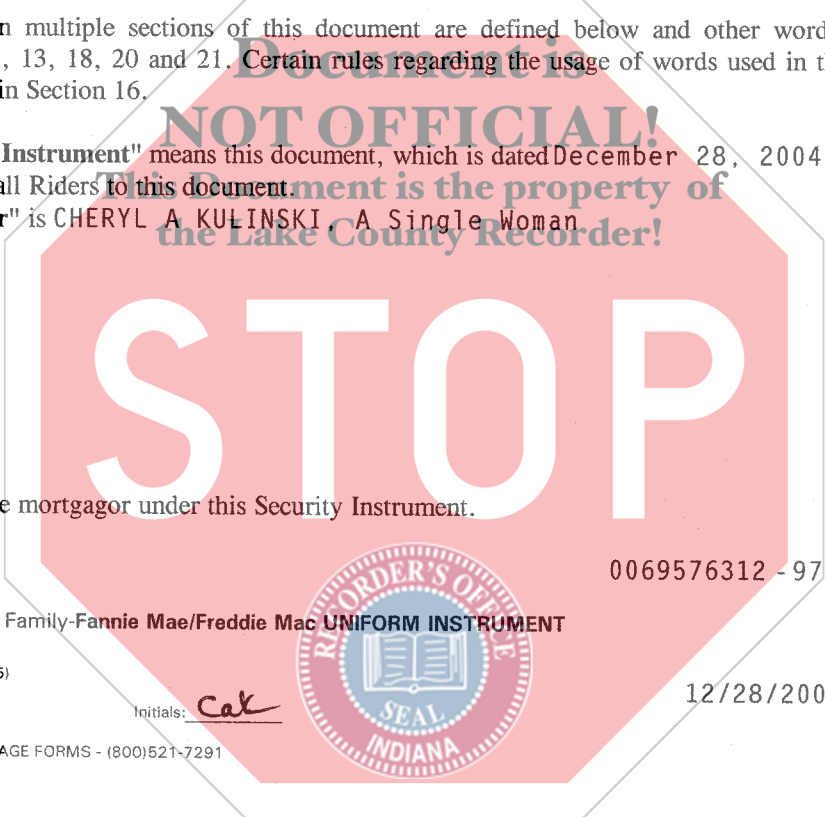 n multiple sections of this document are defined below and other word
, 13, 18, 20 and 21. Certain rules regarding the usage of words used in t
in Section 16.
Document is
NOT OFFICIAL!
This Document is the property of
the Lake County Recorder!
Instrument" means this document, which is dated December 28, 2004
all Riders to this document.
r" is CHERYL A KULINSKI, A Single Woman
STOP
e mortgagor under this Security Instrument.
0069576312 - 97
Family-Fannie Mae/Freddie Mac UNIFORM INSTRUMENT
12/28/200
Initials: Cak
AGE FORMS - (800)521-7291
RECORDER'S OFFICE
SEAL
INDIANA